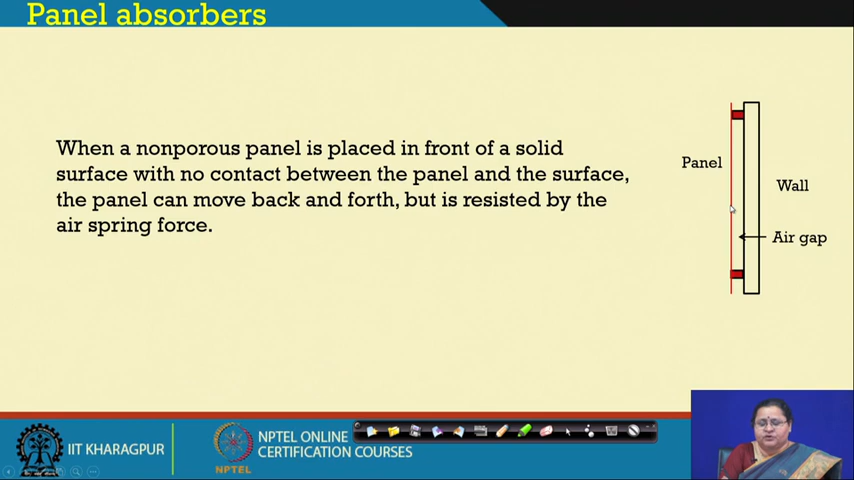 Panel absorbers
When a nonporous panel is placed in front of a solid
surface with no contact between the panel and the surface,
the panel can move back and forth, but is resisted by the
air spring force.
Panel
Wall
Air gap
IIT KHARAGPUR
NPTEL
NPTEL ONLINE
CERTIFICATION COURSES